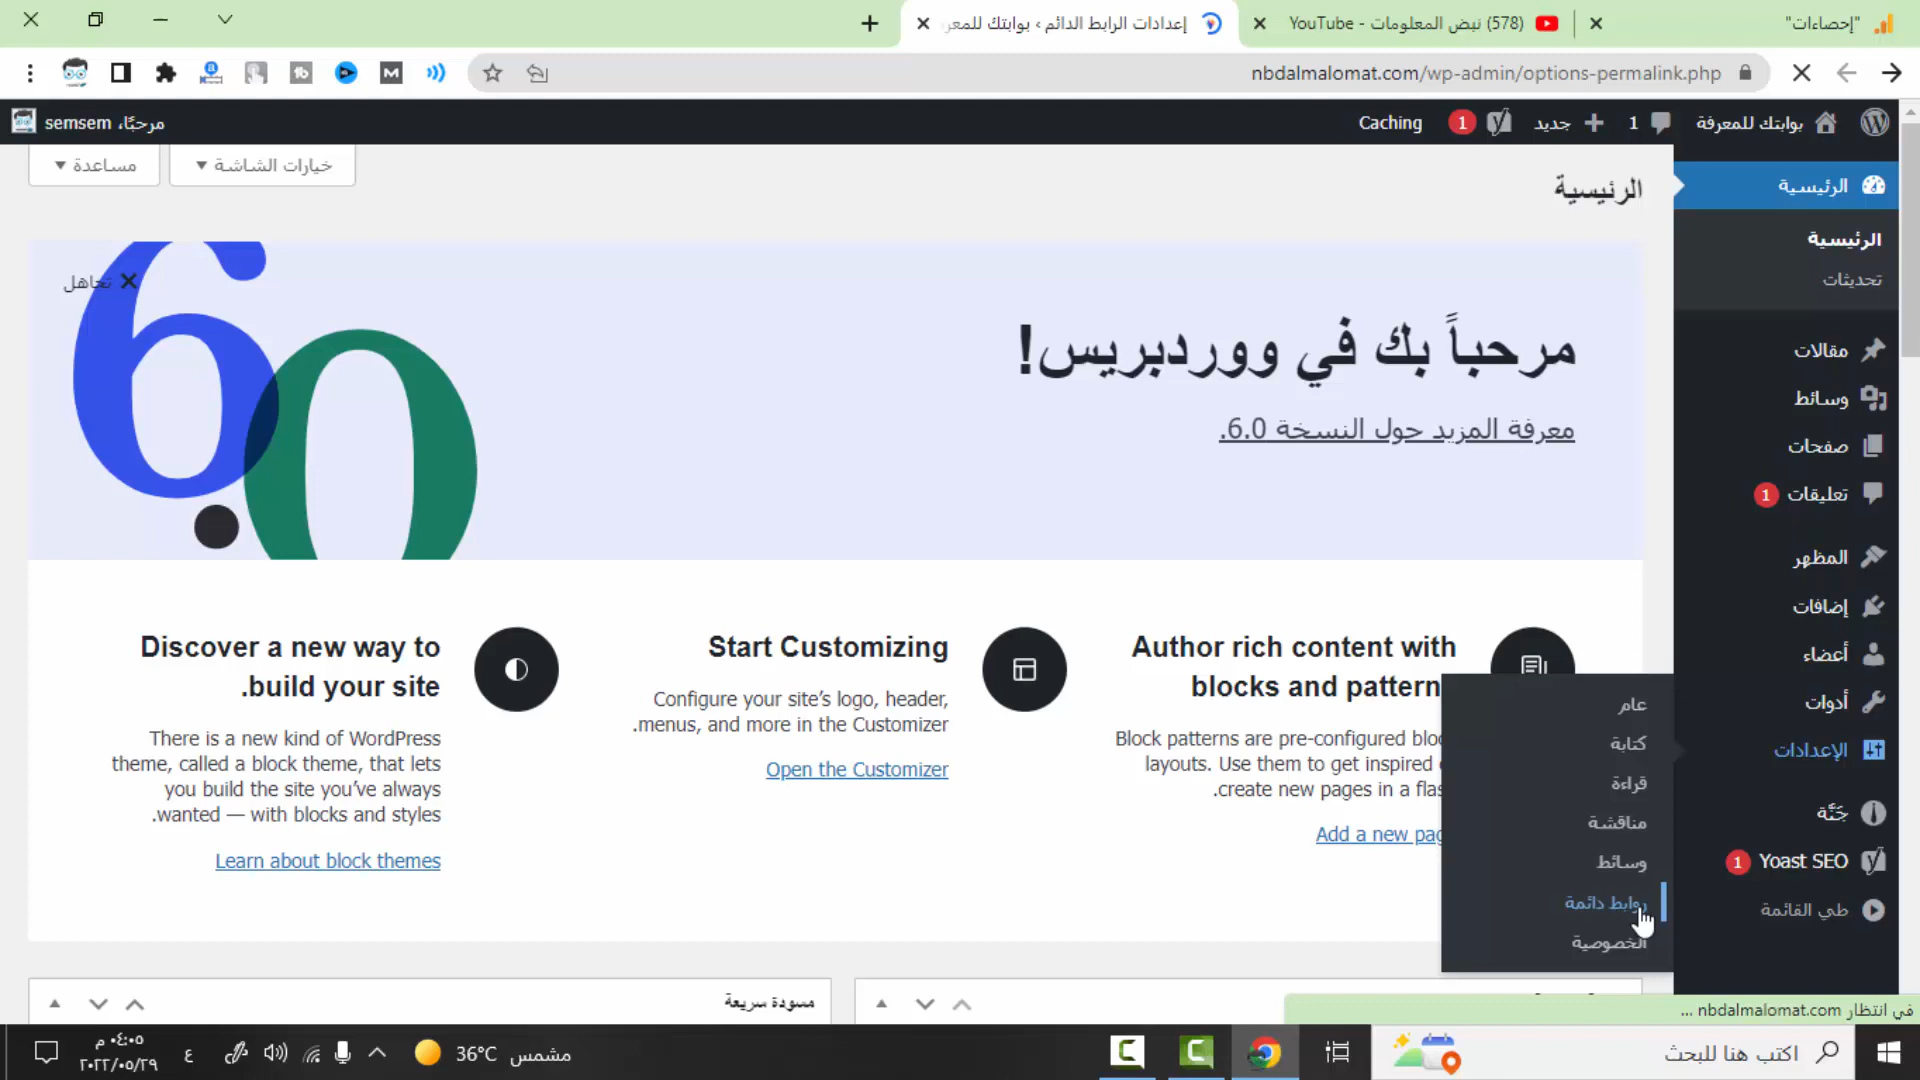 "إحصاءات"
(578) نبض المعلومات - YouTube
إعدادات الرابط الدائم ‹ بوابتك للمعر
nbdalmalomat.com/wp-admin/options-permalink.php
بوابتك للمعرفة
1
جديد
1
Caching
مرحبًا، semsem
خيارات الشاشة
مساعدة
الرئيسية
الرئيسية
الرئيسية
تحديثات
مقالات
وسائط
صفحات
تعليقات 1
المظهر
إضافات
أعضاء
أدوات
الإعدادات
جَنَّة
Yoast SEO 1
طي القائمة
تجاهل
مرحباً بك في ووردبريس!
معرفة المزيد حول النسخة 6.0.
6.0
Author rich content with
blocks and pattern
Block patterns are pre-configured bloc
layouts. Use them to get inspired
.create new pages in a flas
Add a new pag
Start Customizing
Configure your site's logo, header,
.menus, and more in the Customizer
Open the Customizer
Discover a new way to
.build your site
There is a new kind of WordPress
theme, called a block theme, that lets
you build the site you've always
.wanted — with blocks and styles
Learn about block themes
عام
كتابة
قراءة
مناقشة
وسائط
روابط دائمة
الخصوصية
مسودة سريعة
في انتظار nbdalmalomat.com ...
اكتب هنا للبحث
36°C مشمس
ع
٠٤:٠٥ م
٢٠٢٢/٠٥/٢٩